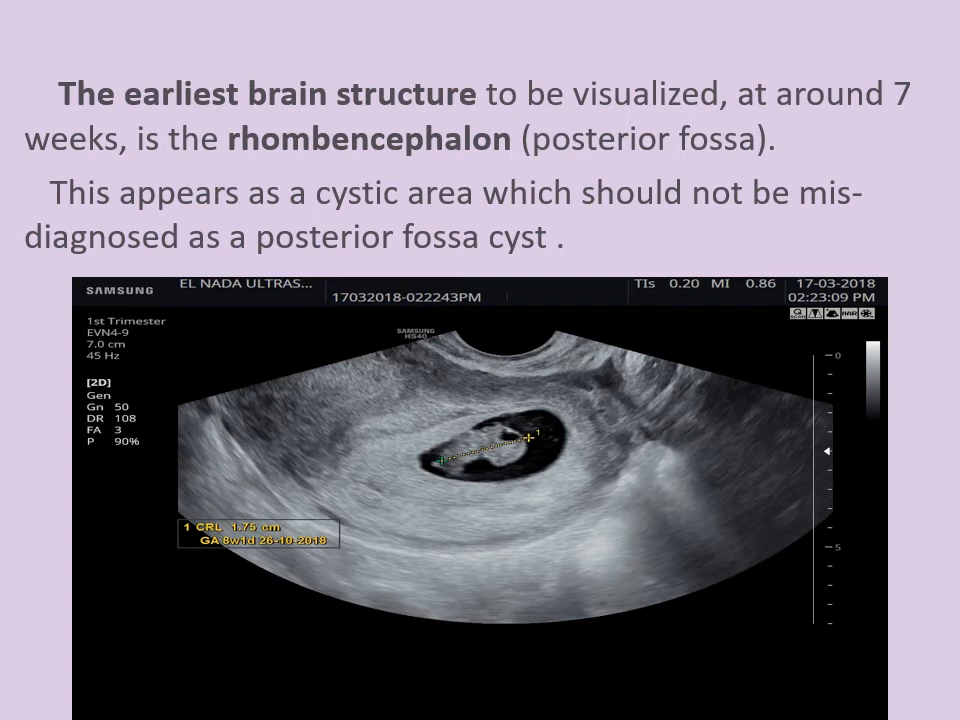 The earliest brain structure to be visualized, at around 7
weeks, is the rhombencephalon (posterior fossa).
This appears as a cystic area which should not be mis-
diagnosed as a posterior fossa cyst .
SAMSUNG
EL NADA ULTRAS...
17032018-022243PM
TIs 0.20 MI 0.86
17-03-2018
02:23:09 PM
1st Trimester
EVN4-9
7.0 cm
45 Hz
[2D]
Gen
Gn 50
DR 108
FA 3
P 90%
SAMSUNG
HS40
SCAN
HAR
0
5
1
1 CRL 1.75 cm
GA 8w1d 26-10-2018